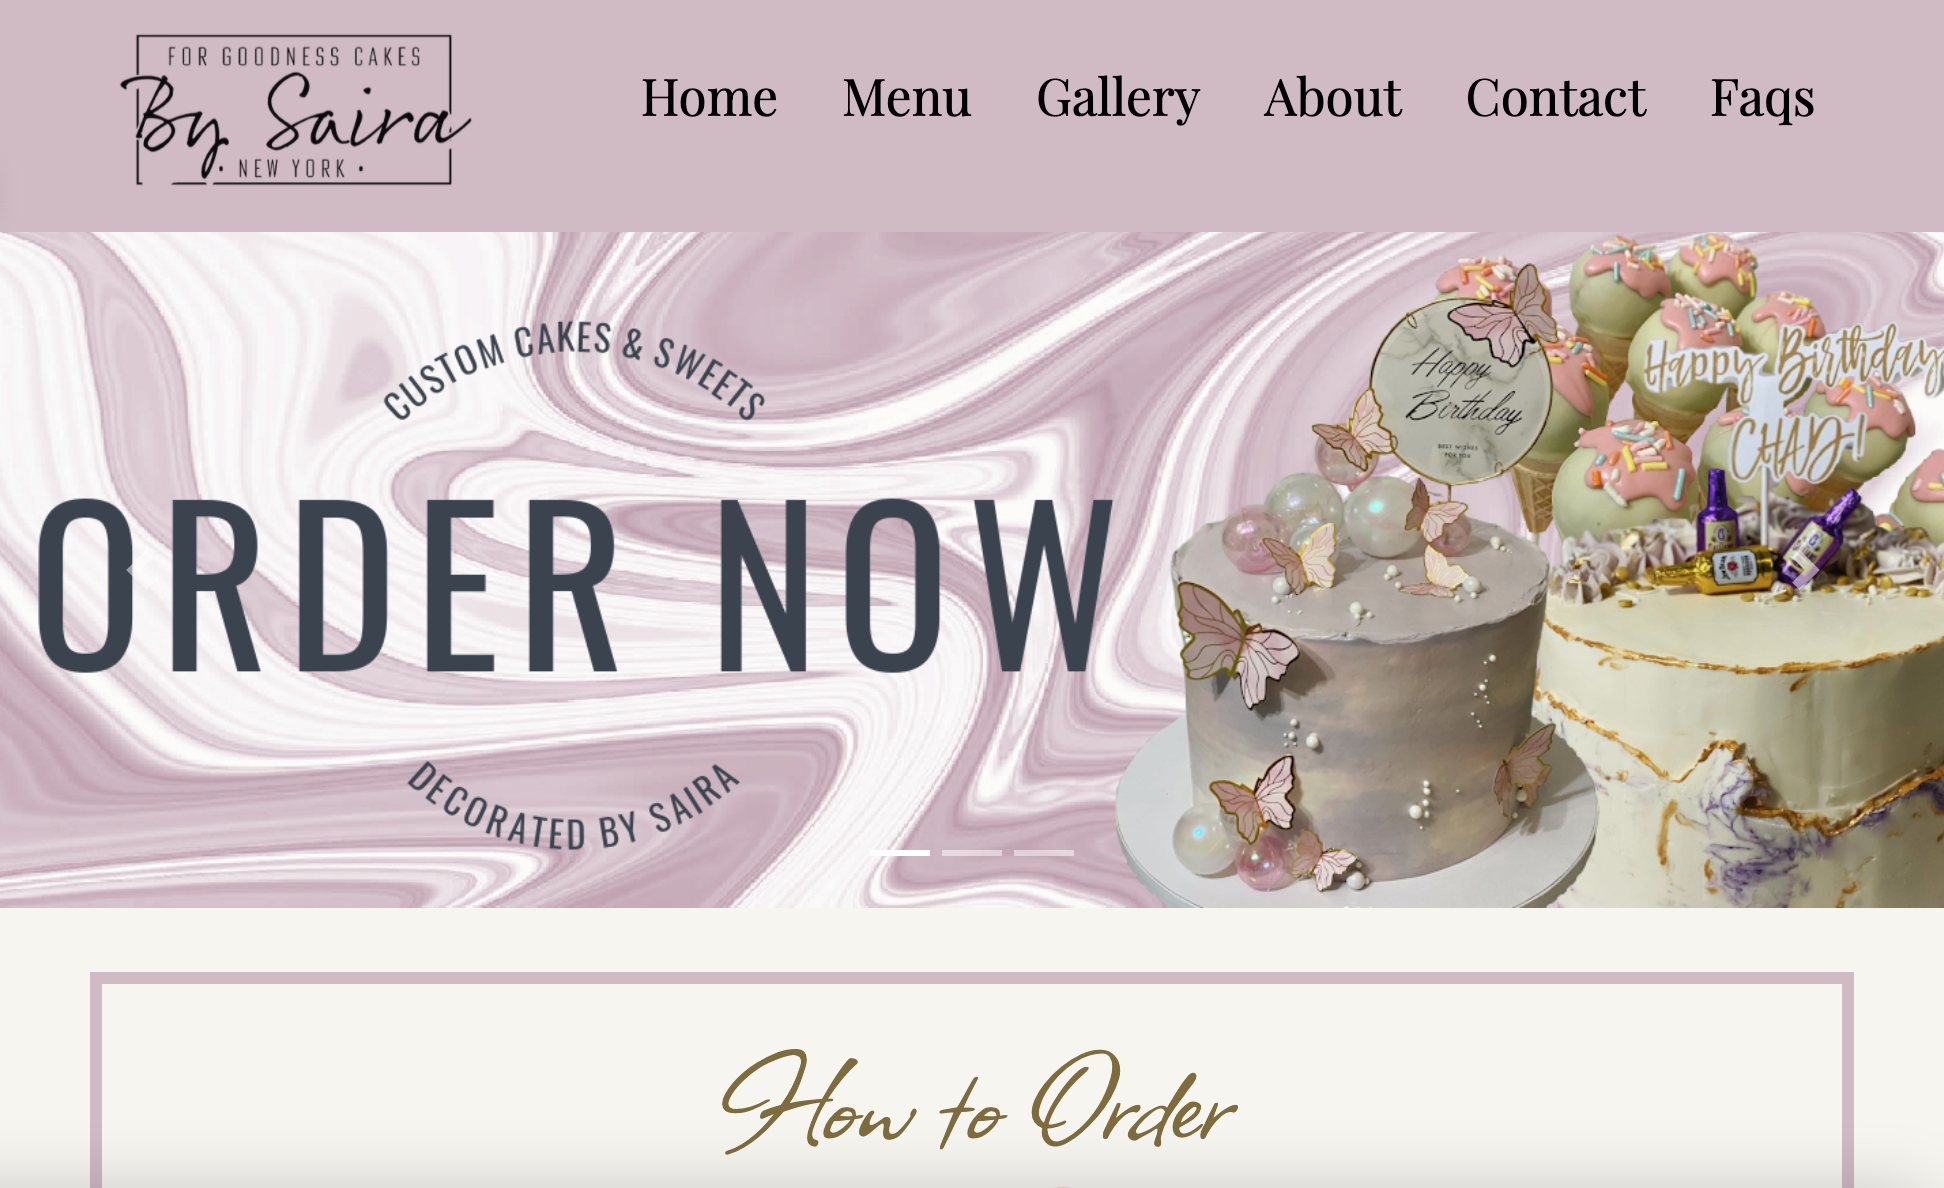 FOR GOODNESS CAKES
By Saira
• NEW YORK •
Home Menu Gallery About Contact Faqs
CUSTOM CAKES & SWEETS
ORDER NOW
DECORATED BY SAIRA
Happy
Birthday
BEST WISHES
FOR YOU
Happy Birthday
CHAD!
How to Order